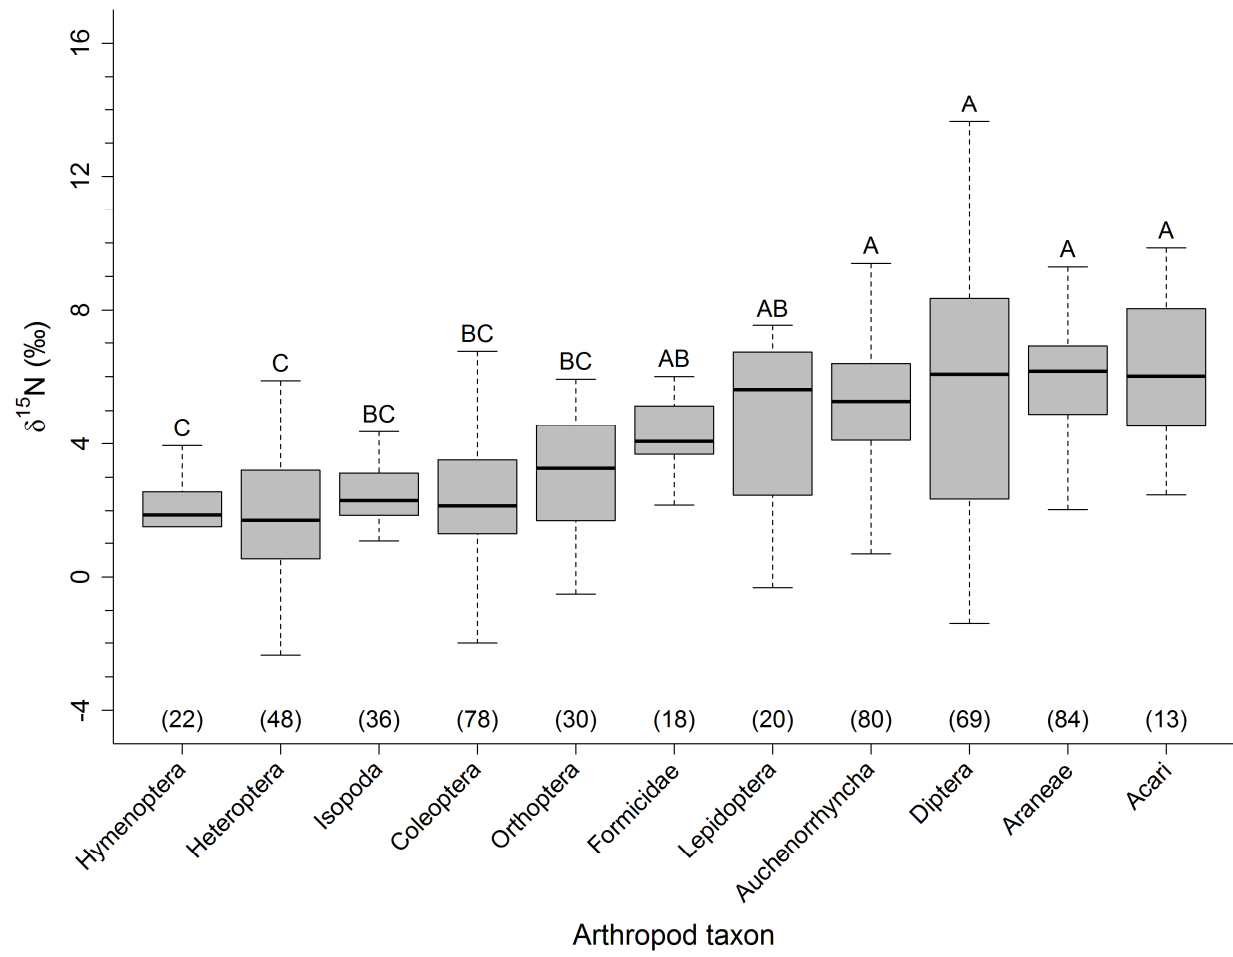 16
12
8
4
0
-4
δ15N (‰)
A
A
A
A
AB
AB
BC
BC
BC
C
C
(22) (48) (36) (78) (30) (18) (20) (80) (69) (84) (13)
Hymenoptera
Heteroptera
Isopoda
Coleoptera
Orthoptera
Formicidae
Lepidoptera
Auchenorrhyncha
Diptera
Araneae
Acari
Arthropod taxon